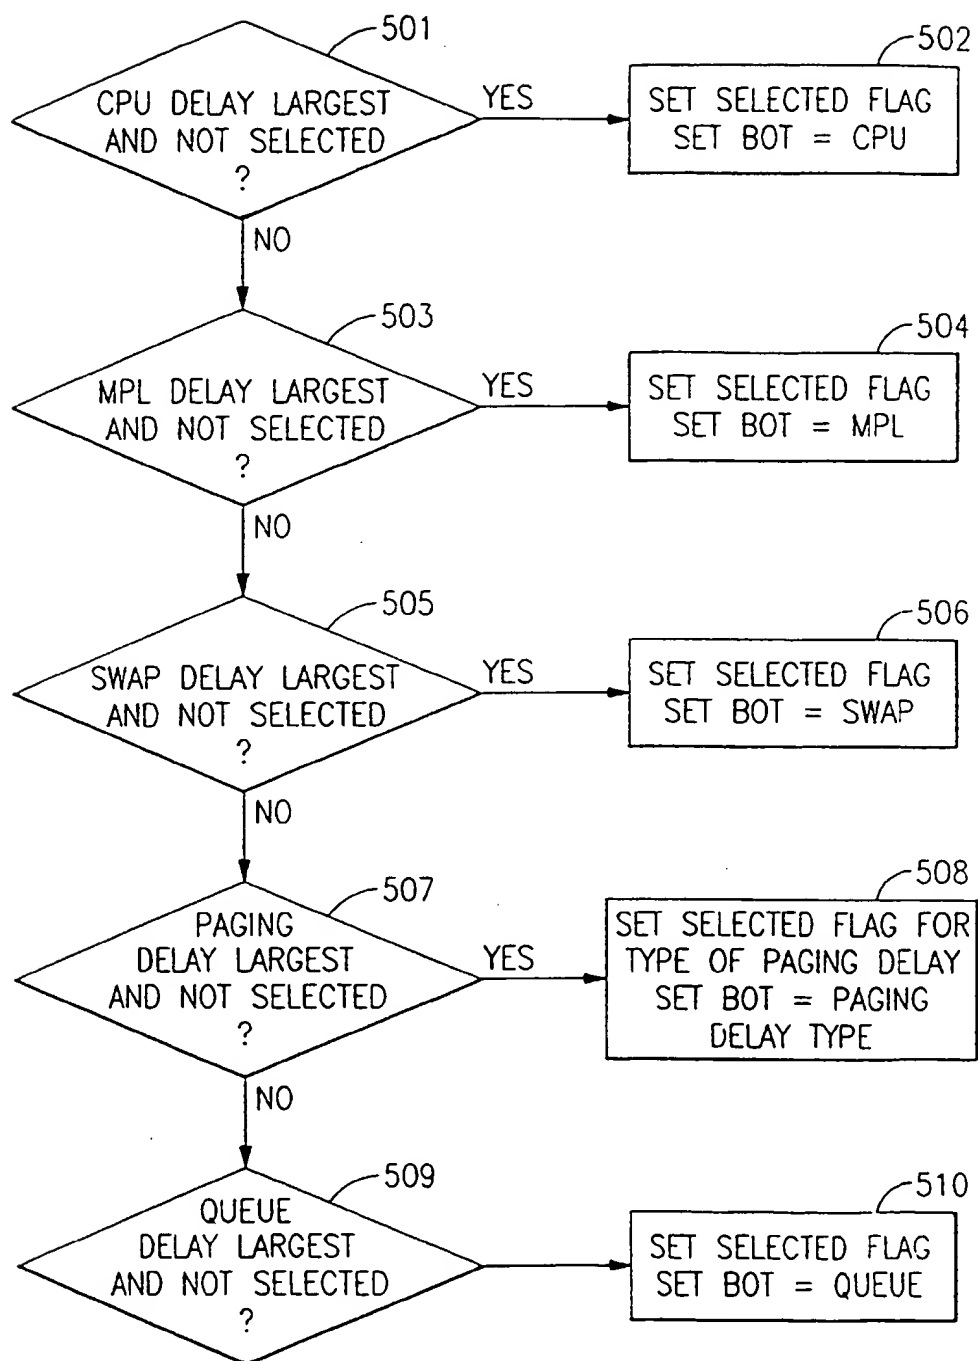 501
CPU DELAY LARGEST
AND NOT SELECTED
?
YES
502
SET SELECTED FLAG
SET BOT = CPU
NO
503
MPL DELAY LARGEST
AND NOT SELECTED
?
YES
504
SET SELECTED FLAG
SET BOT = MPL
NO
505
SWAP DELAY LARGEST
AND NOT SELECTED
?
YES
506
SET SELECTED FLAG
SET BOT = SWAP
NO
507
PAGING
DELAY LARGEST
AND NOT SELECTED
?
YES
508
SET SELECTED FLAG FOR
TYPE OF PAGING DELAY
SET BOT = PAGING
DELAY TYPE
NO
509
QUEUE
DELAY LARGEST
AND NOT SELECTED
?
510
SET SELECTED FLAG
SET BOT = QUEUE